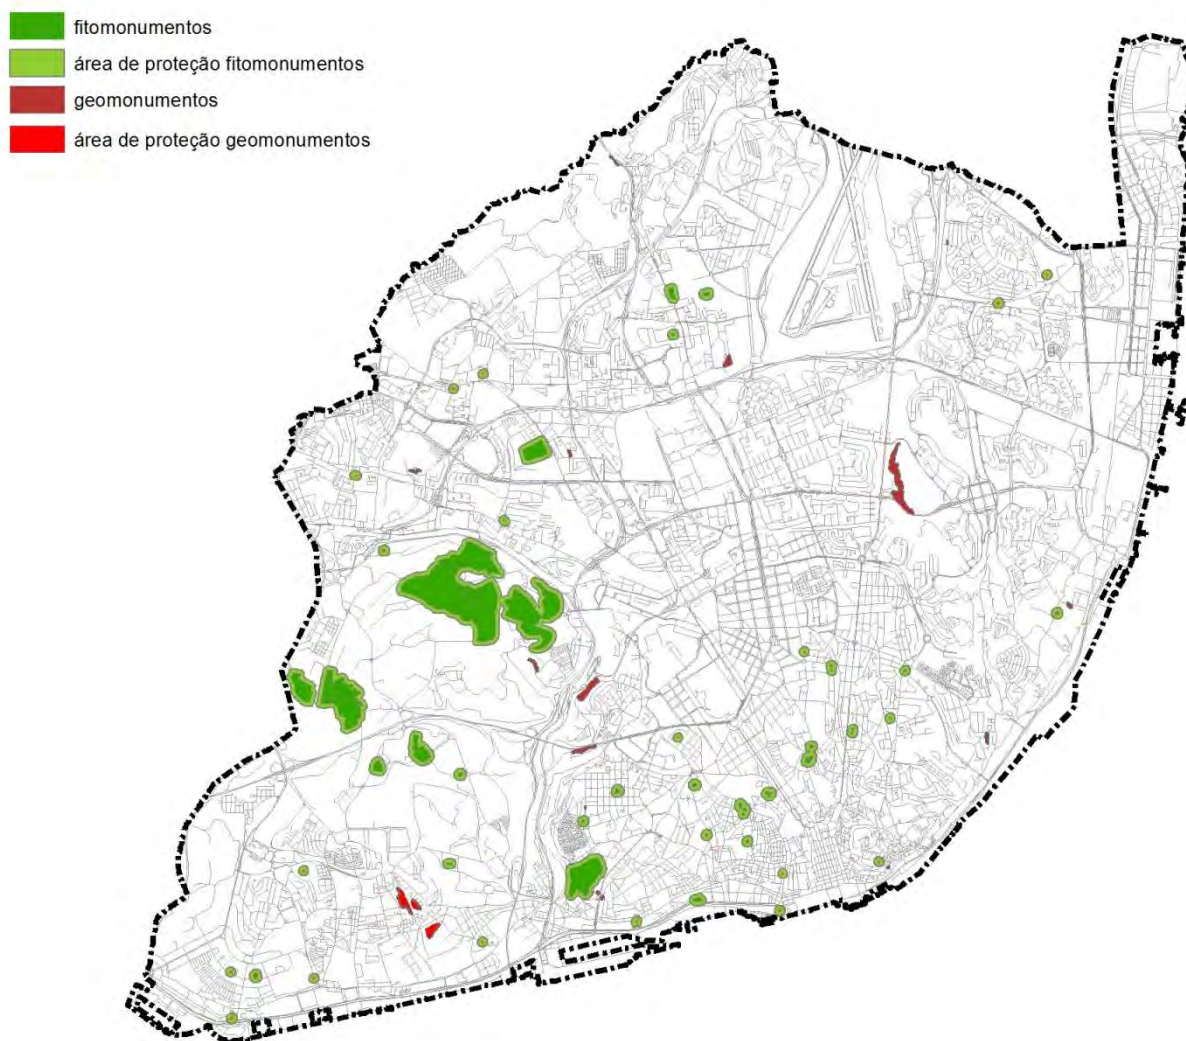 fitomonumentos
área de proteção fitomonumentos
geomonumentos
área de proteção geomonumentos